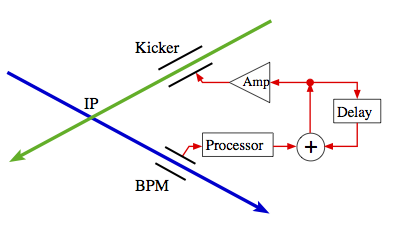 Kicker
Amp
IP
Delay
Processor
+
BPM